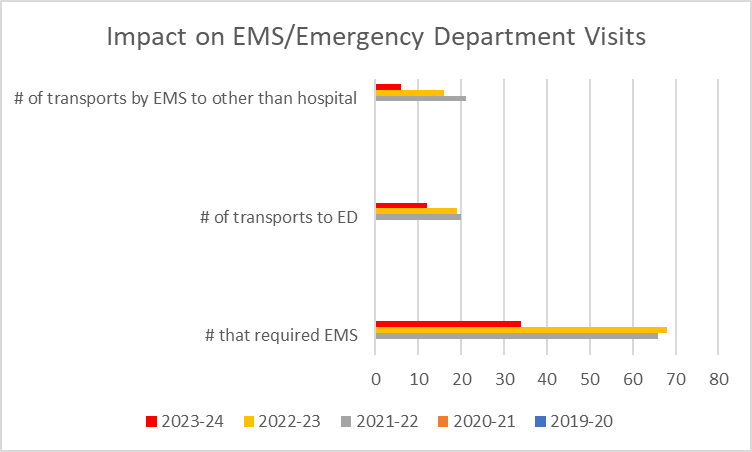 Impact on EMS/Emergency Department Visits
# of transports by EMS to other than hospital
# of transports to ED
# that required EMS
0 10 20 30 40 50 60 70 80
2023-24 2022-23 2021-22 2020-21 2019-20